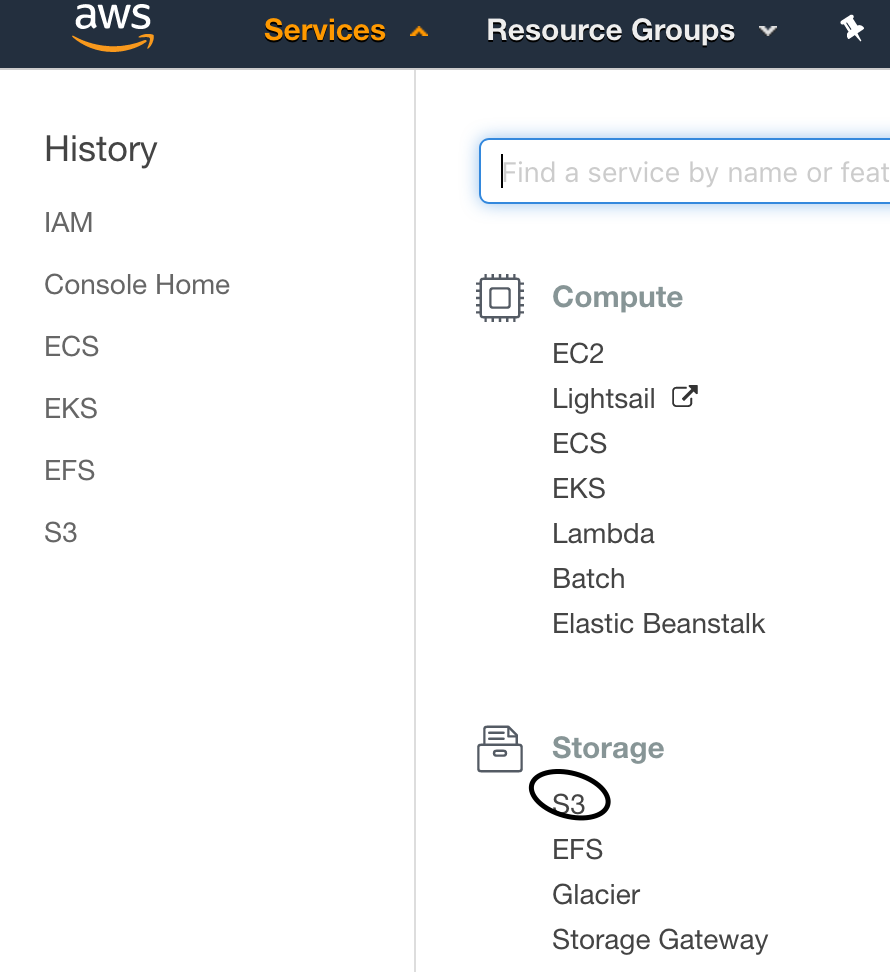 aws
Services
Resource Groups
History
IAM
Console Home
ECS
EKS
EFS
S3
Find a service by name or feat
Compute
EC2
Lightsail
ECS
EKS
Lambda
Batch
Elastic Beanstalk
Storage
S3
EFS
Glacier
Storage Gateway